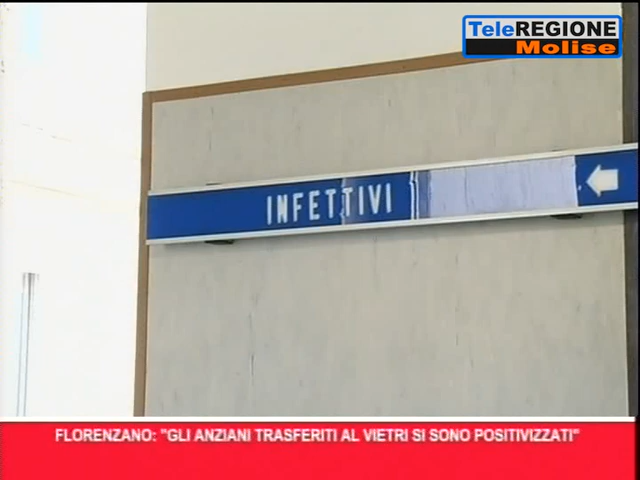 TeleREGIONE
Molise
INFETTIVI
FLORENZANO: "GLI ANZIANI TRASFERITI AL VIETRI SI SONO POSITIVIZZATI"